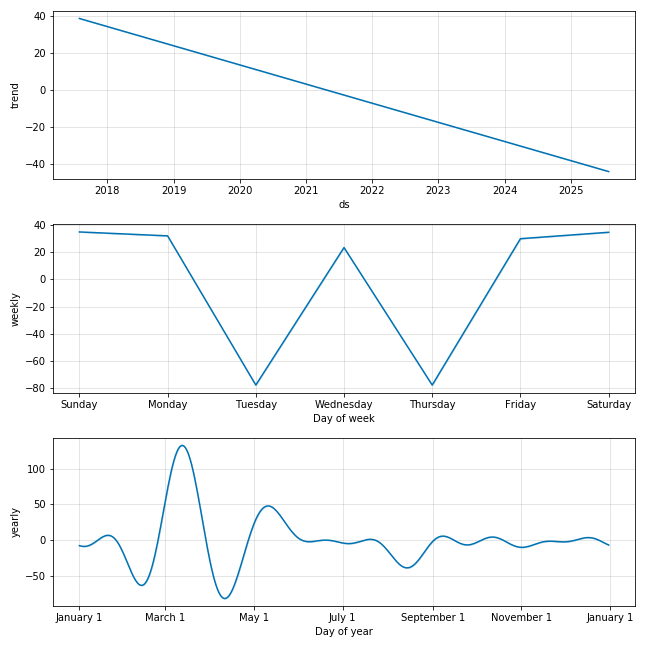 40
20
0
−20
−40
trend
2018 2019 2020 2021 2022 2023 2024 2025
ds
40
20
0
−20
−40
−60
−80
weekly
Sunday Monday Tuesday Wednesday Thursday Friday Saturday
Day of week
100
50
0
−50
yearly
January 1 March 1 May 1 July 1 September 1 November 1 January 1
Day of year